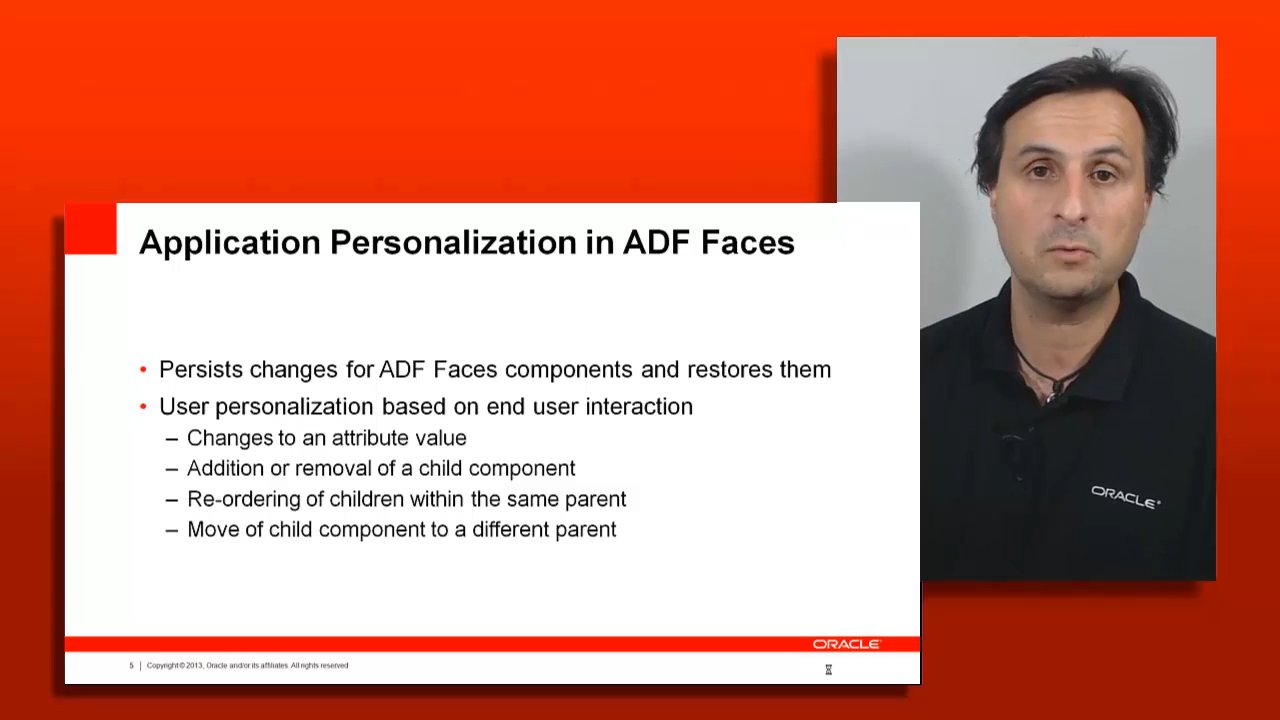 Application Personalization in ADF Faces
• Persists changes for ADF Faces components and restores them
• User personalization based on end user interaction
– Changes to an attribute value
– Addition or removal of a child component
– Re-ordering of children within the same parent
– Move of child component to a different parent
ORACLE
5 | Copyright © 2013, Oracle and/or its affiliates. All rights reserved
ORACLE